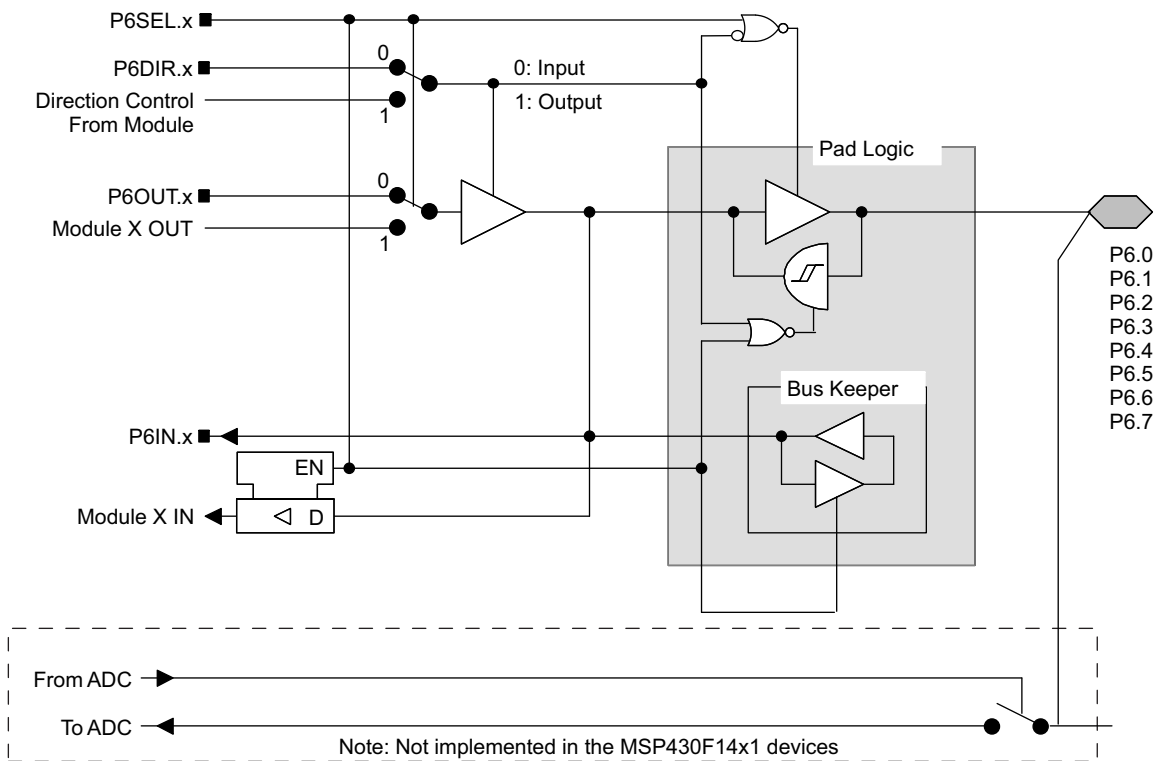 P6SEL.x
P6DIR.x
0
0: Input
Direction Control
From Module
1
1: Output
Pad Logic
P6OUT.x
0
Module X OUT
1
P6.0
P6.1
P6.2
P6.3
P6.4
P6.5
P6.6
P6.7
Bus Keeper
P6IN.x
EN
Module X IN
D
From ADC
To ADC
Note: Not implemented in the MSP430F14x1 devices